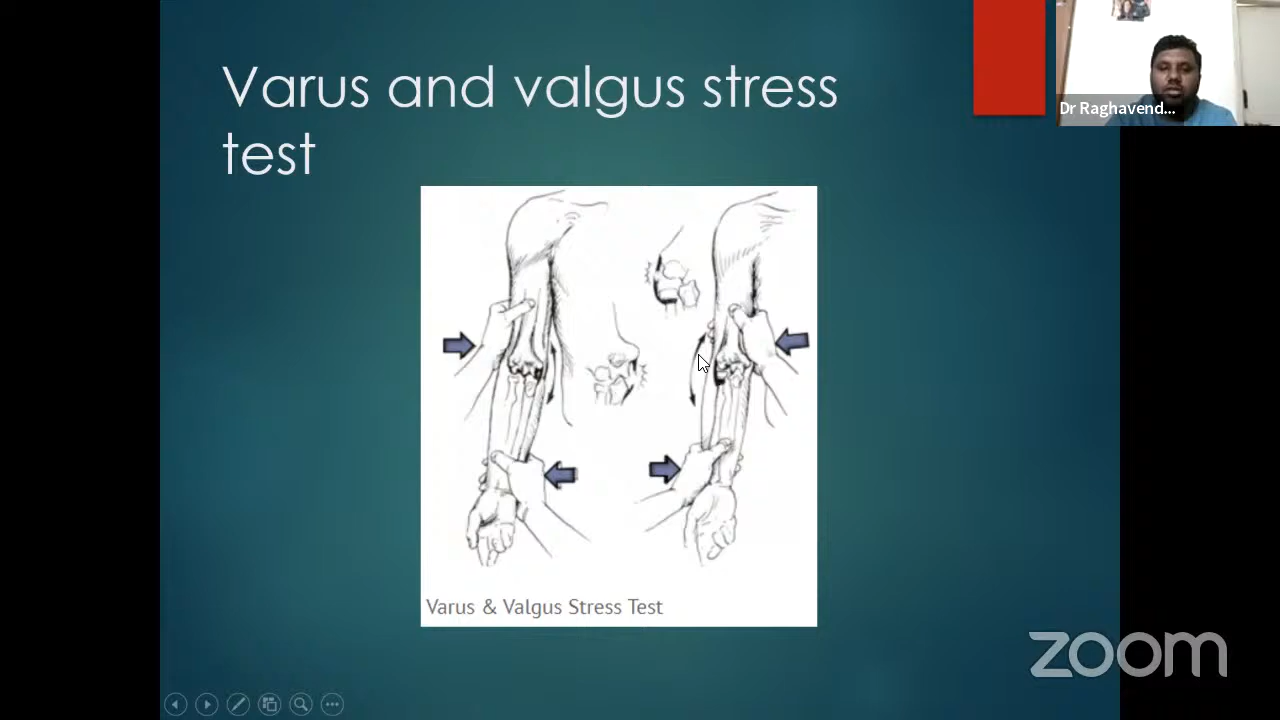 Varus and valgus stress
test
Dr Raghavend...
Varus & Valgus Stress Test
zoom